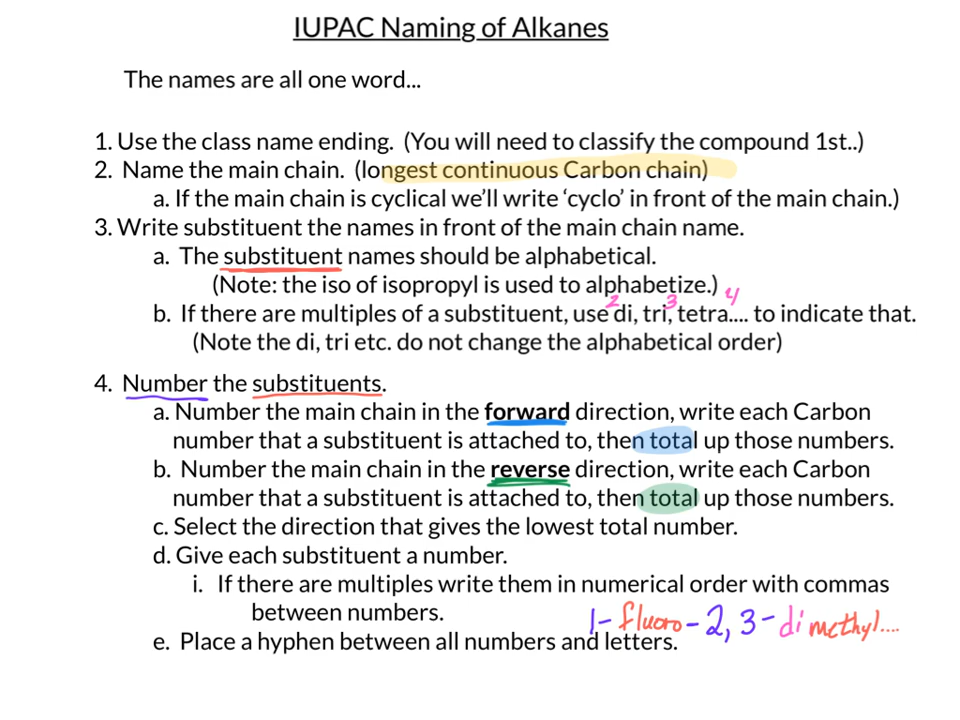 IUPAC Naming of Alkanes
The names are all one word...
1. Use the class name ending. (You will need to classify the compound 1st..)
2. Name the main chain. (longest continuous Carbon chain)
a. If the main chain is cyclical we'll write 'cyclo' in front of the main chain.)
3. Write substituent the names in front of the main chain name.
a. The substituent names should be alphabetical.
(Note: the iso of isopropyl is used to alphabetize.)
2 3 4
b. If there are multiples of a substituent, use di, tri, tetra.... to indicate that.
(Note the di, tri etc. do not change the alphabetical order)
4. Number the substituents.
a. Number the main chain in the forward direction, write each Carbon
number that a substituent is attached to, then total up those numbers.
b. Number the main chain in the reverse direction, write each Carbon
number that a substituent is attached to, then total up those numbers.
c. Select the direction that gives the lowest total number.
d. Give each substituent a number.
i. If there are multiples write them in numerical order with commas
between numbers.
1-fluoro-2,3-dimethyl....
e. Place a hyphen between all numbers and letters.